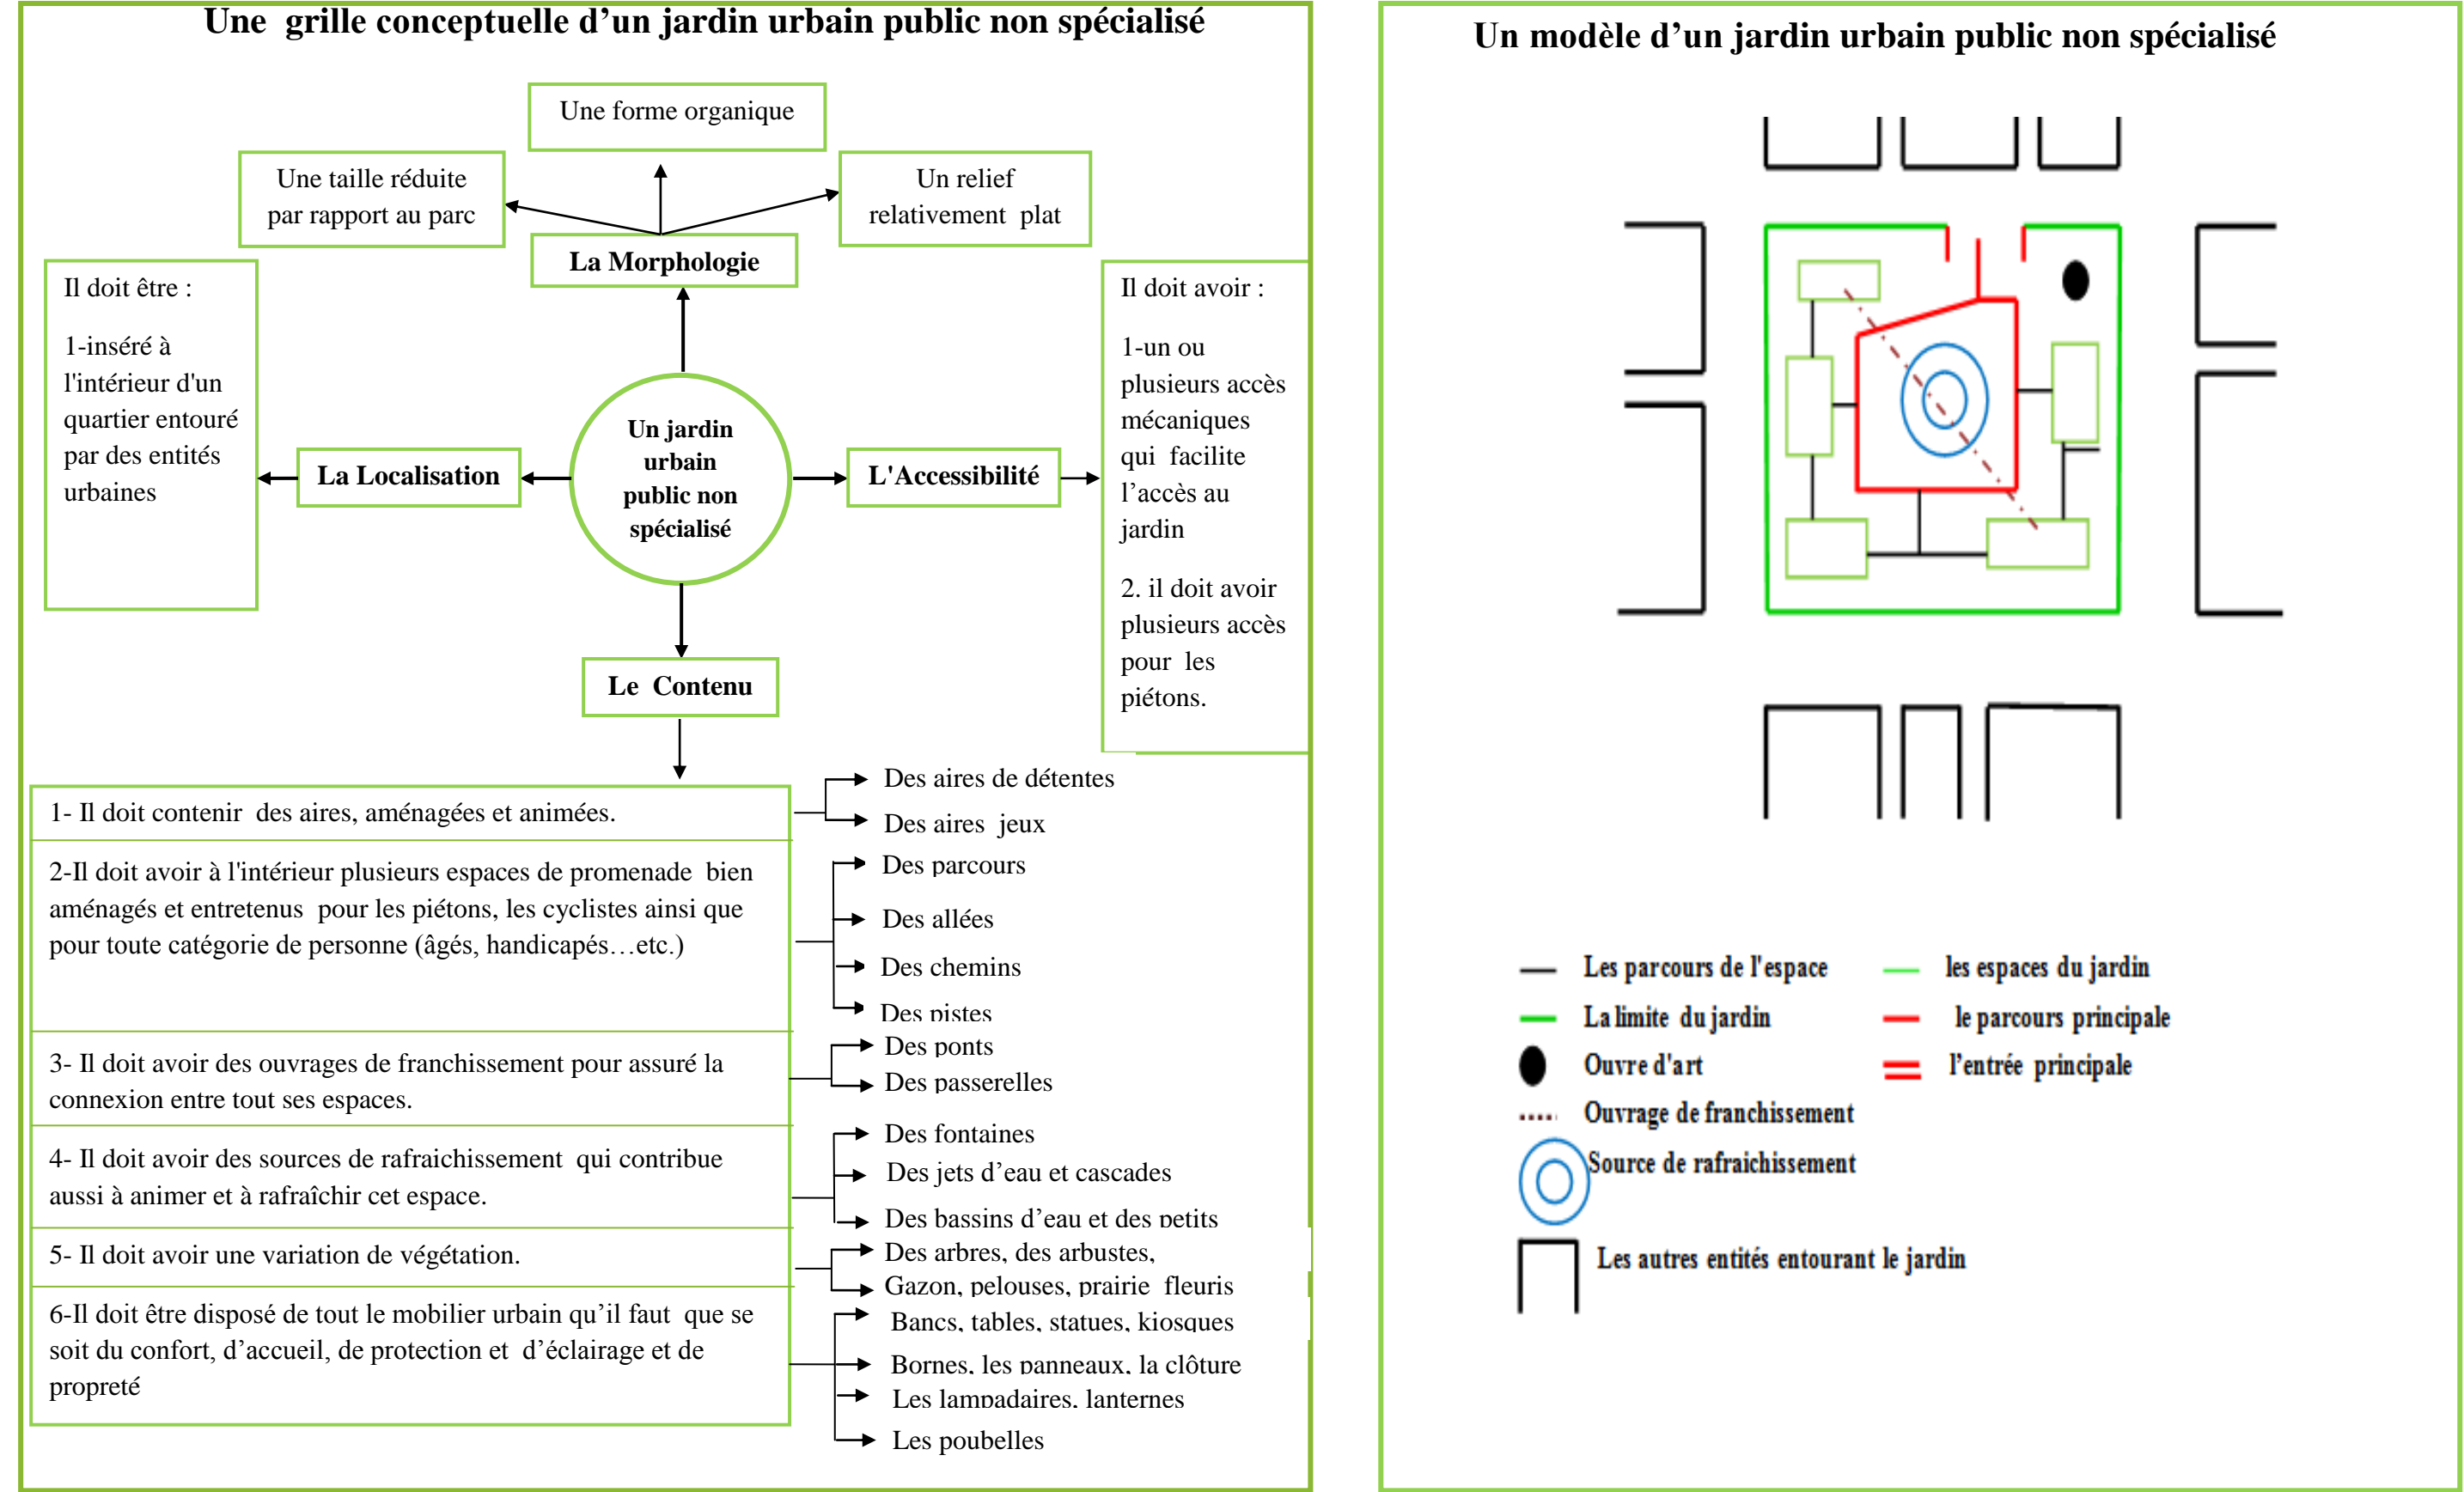 Une grille conceptuelle d’un jardin urbain public non spécialisé
Une forme organique
Une taille réduite
par rapport au parc
Un relief
relativement plat
La Morphologie
Il doit être :
1-inséré à
l'intérieur d'un
quartier entouré
par des entités
urbaines
La Localisation
Un jardin
urbain
public non
spécialisé
L'Accessibilité
Il doit avoir :
1-un ou
plusieurs accès
mécaniques
qui facilite
l’accès au
jardin
2. il doit avoir
plusieurs accès
pour les
piétons.
Le Contenu
1- Il doit contenir des aires, aménagées et animées.
Des aires de détentes
Des aires jeux
2-Il doit avoir à l'intérieur plusieurs espaces de promenade bien
aménagés et entretenus pour les piétons, les cyclistes ainsi que
pour toute catégorie de personne (âgés, handicapés…etc.)
Des parcours
Des allées
Des chemins
Des pistes
3- Il doit avoir des ouvrages de franchissement pour assuré la
connexion entre tout ses espaces.
Des ponts
Des passerelles
4- Il doit avoir des sources de rafraichissement qui contribue
aussi à animer et à rafraîchir cet espace.
Des fontaines
Des jets d’eau et cascades
Des bassins d’eau et des petits
5- Il doit avoir une variation de végétation.
Des arbres, des arbustes,
Gazon, pelouses, prairie fleuris
6-Il doit être disposé de tout le mobilier urbain qu’il faut que se
soit du confort, d’accueil, de protection et d’éclairage et de
propreté
Bancs, tables, statues, kiosques
Bornes, les panneaux, la clôture
Les lampadaires, lanternes
Les poubelles
Un modèle d’un jardin urbain public non spécialisé
Les parcours de l'espace
les espaces du jardin
La limite du jardin
le parcours principale
Ouvre d'art
l’entrée principale
Ouvrage de franchissement
Source de rafraichissement
Les autres entités entourant le jardin